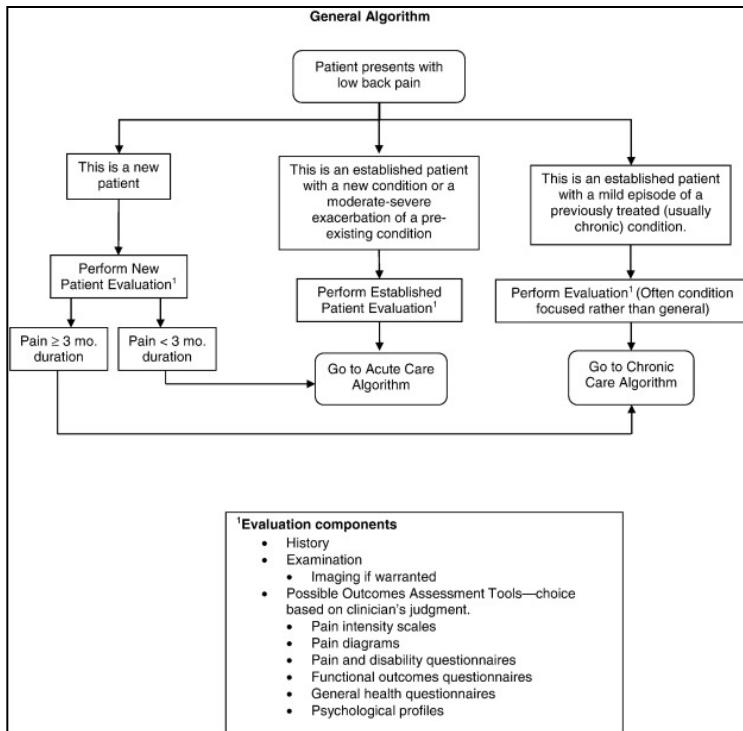 General Algorithm
Patient presents with
low back pain
This is a new
patient
This is an established patient
with a new condition or a
moderate-severe
exacerbation of a pre-
existing condition
This is an established patient
with a mild episode of a
previously treated (usually
chronic) condition.
Perform New
Patient Evaluation¹
Perform Established
Patient Evaluation¹
Perform Evaluation¹ (Often condition
focused rather than general)
Pain ≥ 3 mo.
duration
Pain < 3 mo.
duration
Go to Acute Care
Algorithm
Go to Chronic
Care Algorithm
¹Evaluation components
• History
• Examination
• Imaging if warranted
• Possible Outcomes Assessment Tools—choice
based on clinician's judgment.
• Pain intensity scales
• Pain diagrams
• Pain and disability questionnaires
• Functional outcomes questionnaires
• General health questionnaires
• Psychological profiles